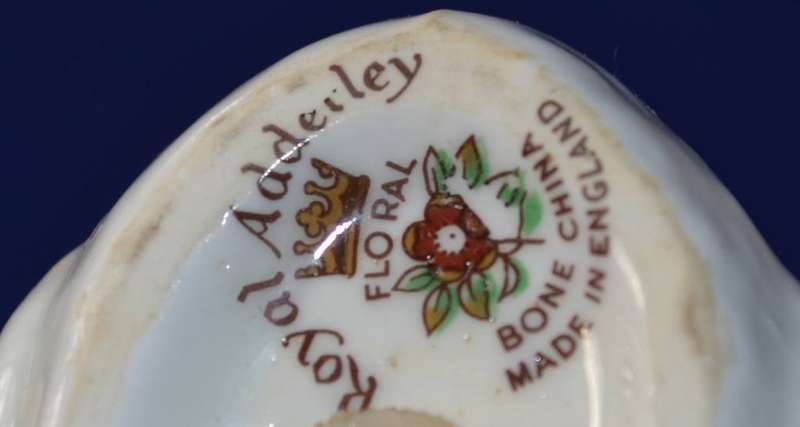 Royal Adderley
FLORAL
BONE CHINA
MADE IN ENGLAND